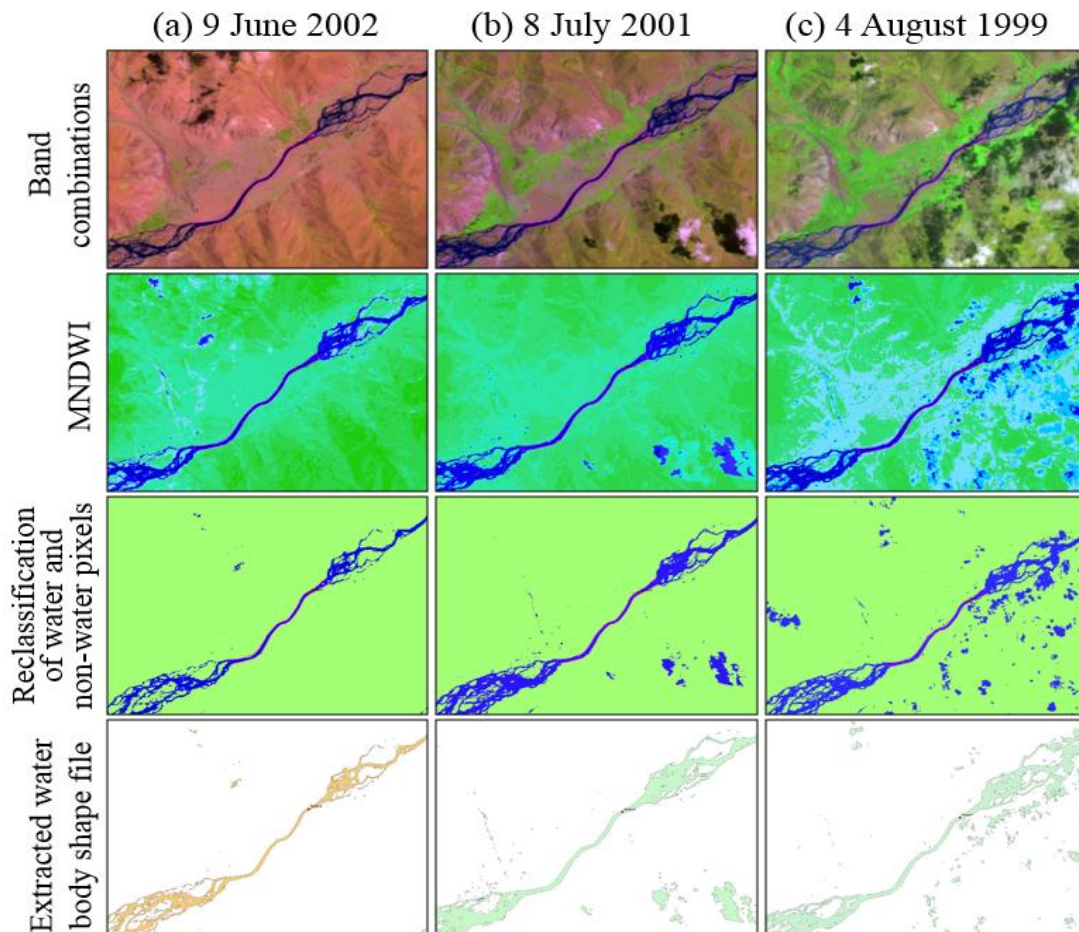 (a) 9 June 2002
(b) 8 July 2001
(c) 4 August 1999
Band
combinations
MNDWI
Reclassification
of water and
non-water pixels
Extracted water
body shape file